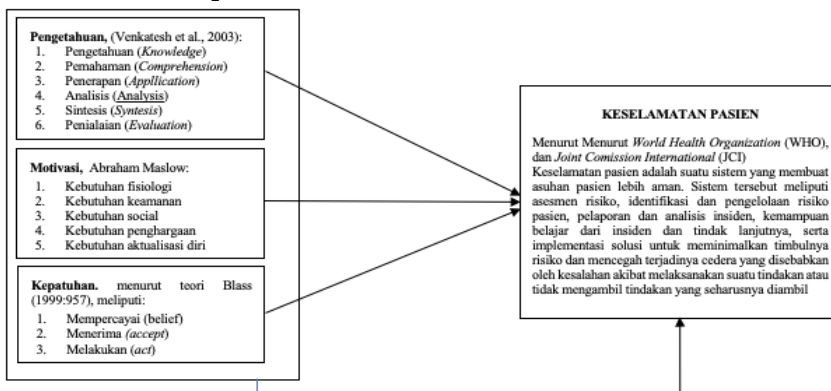 Pengetahuan, (Venkatesh et al., 2003):
1. Pengetahuan (Knowledge)
2. Pemahaman (Comprehension)
3. Penerapan (Appllication)
4. Analisis (Analysis)
5. Sintesis (Syntesis)
6. Penialaian (Evaluation)
Motivasi, Abraham Maslow:
1. Kebutuhan fisiologi
2. Kebutuhan keamanan
3. Kebutuhan social
4. Kebutuhan penghargaan
5. Kebutuhan aktualisasi diri
Kepatuhan. menurut teori Blass
(1999:957), meliputi:
1. Mempercayai (belief)
2. Menerima (accept)
3. Melakukan (act)
KESELAMATAN PASIEN
Menurut Menurut World Health Organization (WHO),
dan Joint Comission International (JCI)
Keselamatan pasien adalah suatu sistem yang membuat
asuhan pasien lebih aman. Sistem tersebut meliputi
asesmen risiko, identifikasi dan pengelolaan risiko
pasien, pelaporan dan analisis insiden, kemampuan
belajar dari insiden dan tindak lanjutnya, serta
implementasi solusi untuk meminimalkan timbulnya
risiko dan mencegah terjadinya cedera yang disebabkan
oleh kesalahan akibat melaksanakan suatu tindakan atau
tidak mengambil tindakan yang seharusnya diambil